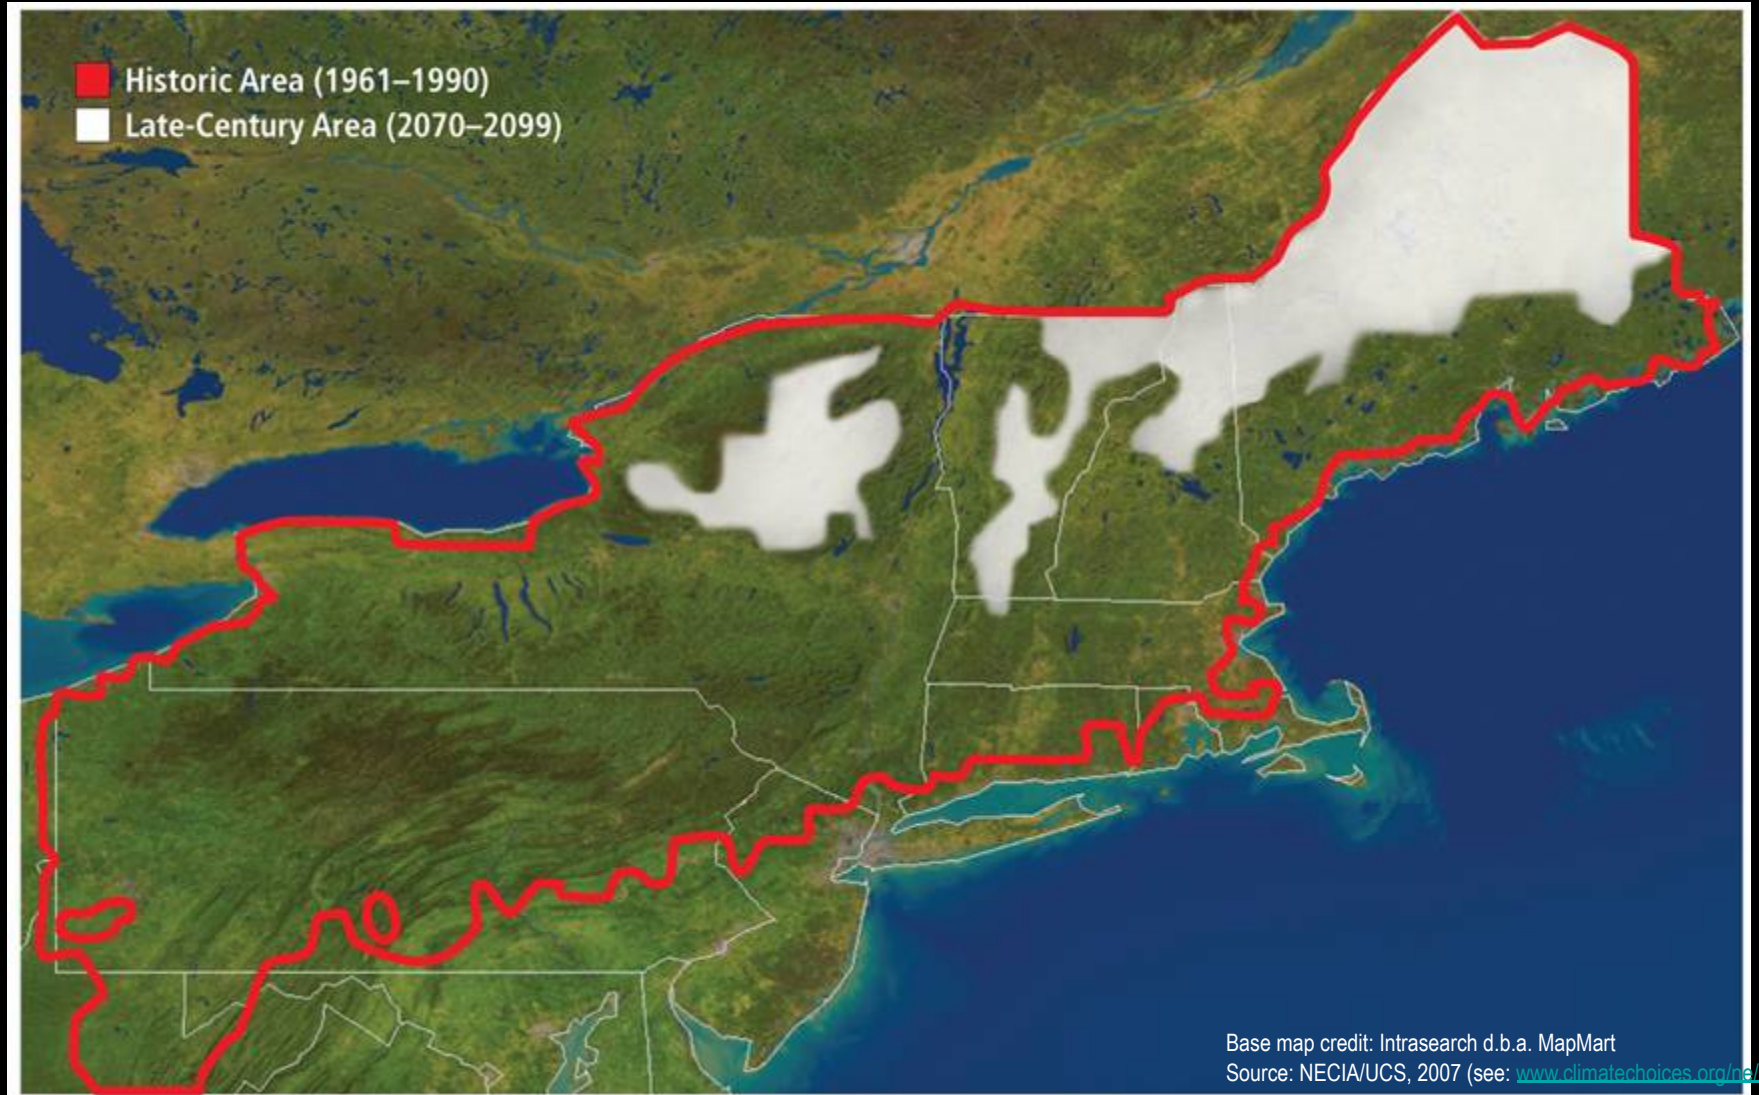 Historic Area (1961–1990)
Late-Century Area (2070–2099)
Base map credit: Intrasearch d.b.a. MapMart
Source: NECIA/UCS, 2007 (see: www.climatechoices.org/ne/